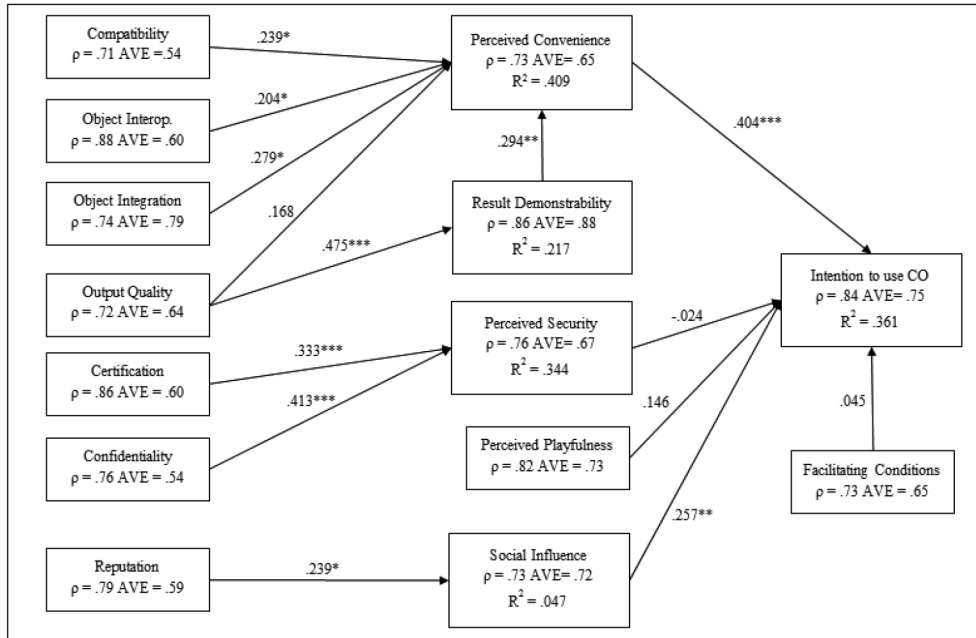 Compatibility
ρ = .71 AVE =.54
Object Interop.
ρ = .88 AVE = .60
Object Integration
ρ = .74 AVE = .79
Output Quality
ρ = .72 AVE = .64
Certification
ρ = .86 AVE = .60
Confidentiality
ρ = .76 AVE = .54
Reputation
ρ = .79 AVE = .59
.239*
.204*
.279*
.168
.475***
.333***
.413***
.239*
Perceived Convenience
ρ = .73 AVE= .65
R² = .409
.294**
Result Demonstrability
ρ = .86 AVE= .88
R² = .217
Perceived Security
ρ = .76 AVE= .67
R² = .344
Perceived Playfulness
ρ = .82 AVE = .73
Social Influence
ρ = .73 AVE= .72
R² = .047
.404***
-.024
.146
.257**
Intention to use CO
ρ = .84 AVE= .75
R² = .361
.045
Facilitating Conditions
ρ = .73 AVE = .65